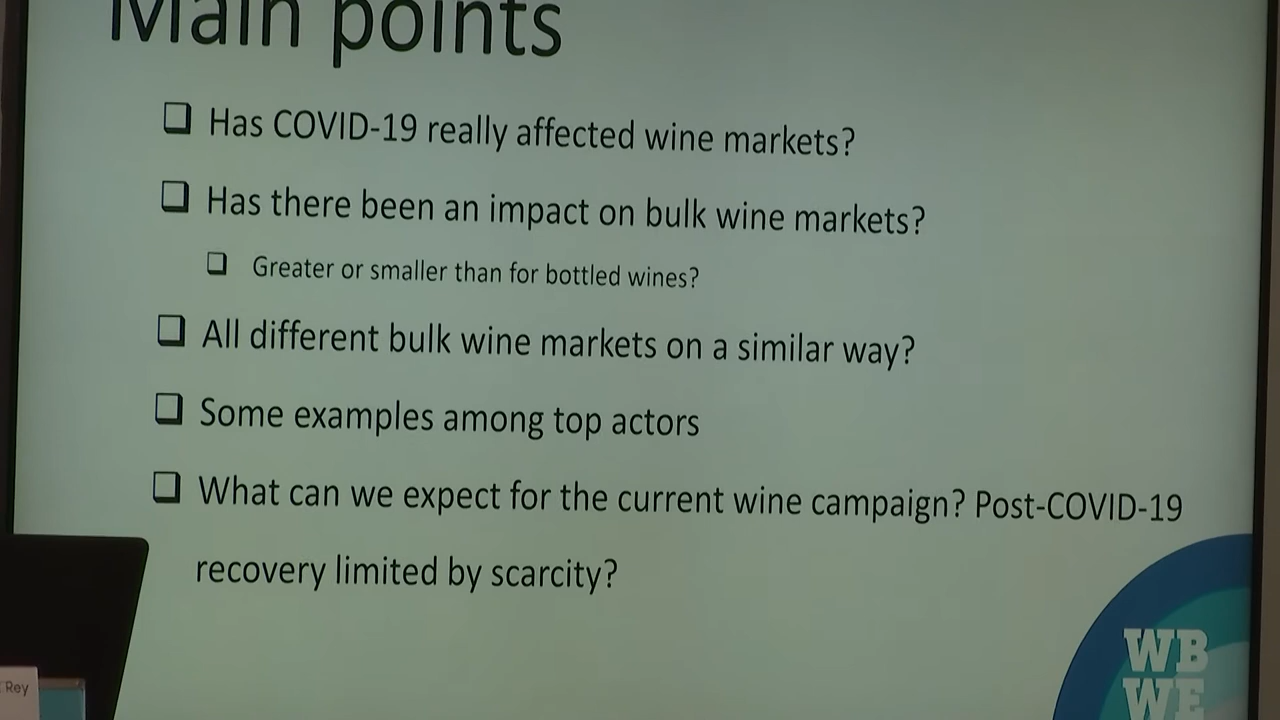 Main points
❑ Has COVID-19 really affected wine markets?
❑ Has there been an impact on bulk wine markets?
❑ Greater or smaller than for bottled wines?
❑ All different bulk wine markets on a similar way?
❑ Some examples among top actors
❑ What can we expect for the current wine campaign? Post-COVID-19
recovery limited by scarcity?
WB
WE
Rey